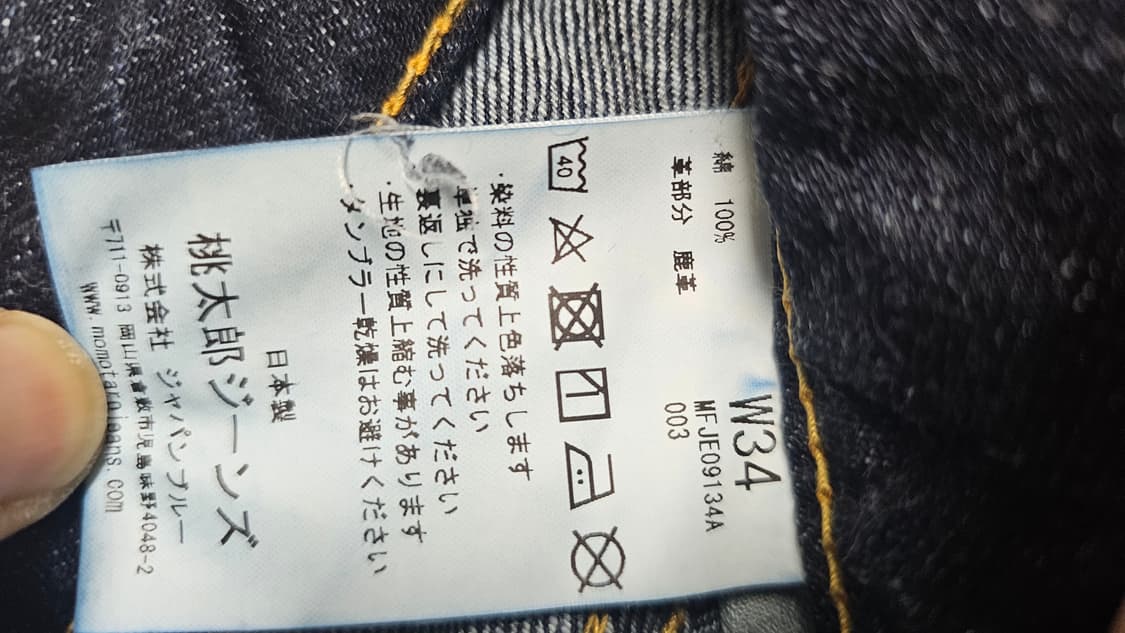 綿 100%
革部分 鹿革
W34
MFJE09134A
003
40
・染料の性質上色落ちします
単独で洗ってください
裏返しにして洗ってください
・生地の性質上縮む事があります
・タンブラー乾燥はお避けください
日本製
桃太郎ジーンズ
株式会社 ジャパンブルー
〒711-0913 岡山県倉敷市児島味野4048-2
www.momotarojeans.com